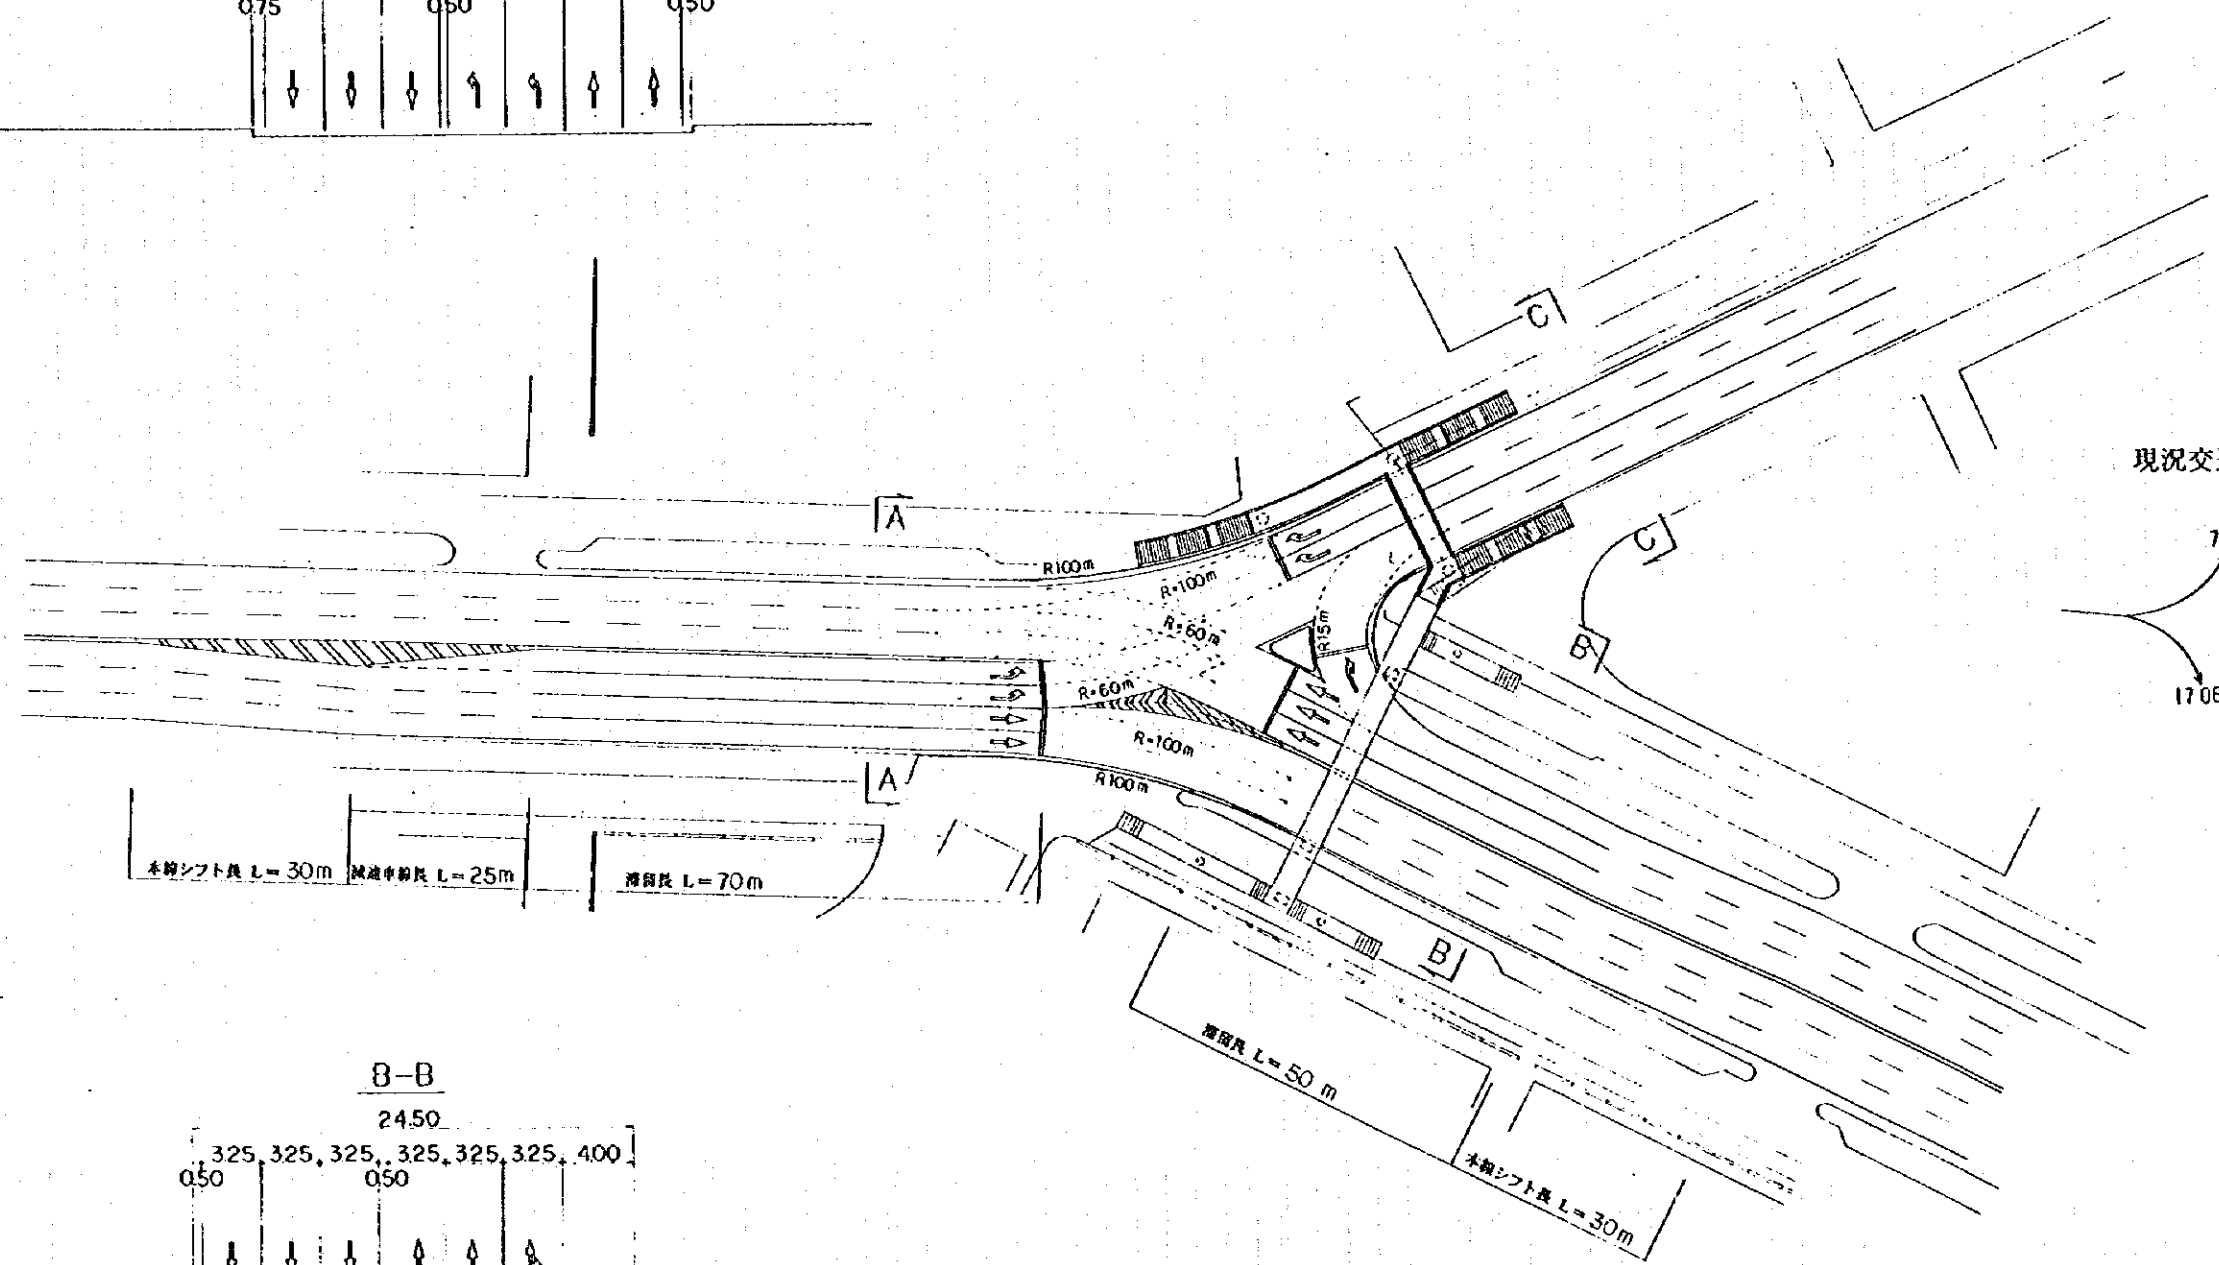 0.75 0.50 0.50
C
現況交
A
C
R100m
R=100m
R=60m
R15m
B
R=60m
1706
R=100m
A
R100m
本線シフト長 L=30m 減速車線長 L=25m 滞留長 L=70m
B
滞留長 L=50m
B-B
24.50
3.25 3.25 3.25 3.25 3.25 3.25 4.00
0.50 0.50
本線シフト長 L=30m